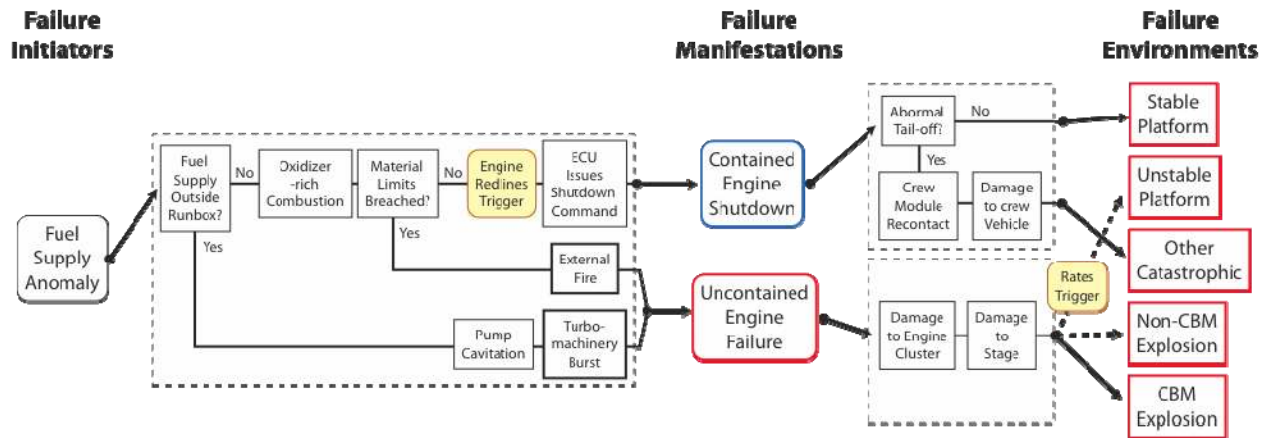 Failure
Initiators
Failure
Manifestations
Failure
Environments
Fuel
Supply
Anomaly
Fuel
Supply
Outside
Runbox?
No
Yes
Oxidizer
-rich
Combustion
Material
Limits
Breached?
No
Yes
Engine
Redlines
Trigger
ECU
Issues
Shutdown
Command
External
Fire
Pump
Cavitation
Turbo-
machinery
Burst
Contained
Engine
Shutdown
Uncontained
Engine
Failure
Abormal
Tail-off?
No
Yes
Crew
Module
Recontact
Damage
to crew
Vehicle
Damage
to Engine
Cluster
Damage
to
Stage
Rates
Trigger
Stable
Platform
Unstable
Platform
Other
Catastrophic
Non-CBM
Explosion
CBM
Explosion